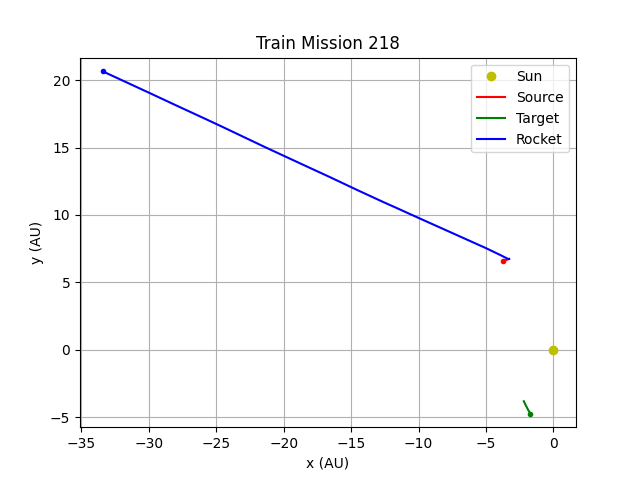 Train Mission 218
Sun
Source
Target
Rocket
20
15
10
5
0
−5
y (AU)
−35
−30
−25
−20
−15
−10
−5
0
x (AU)